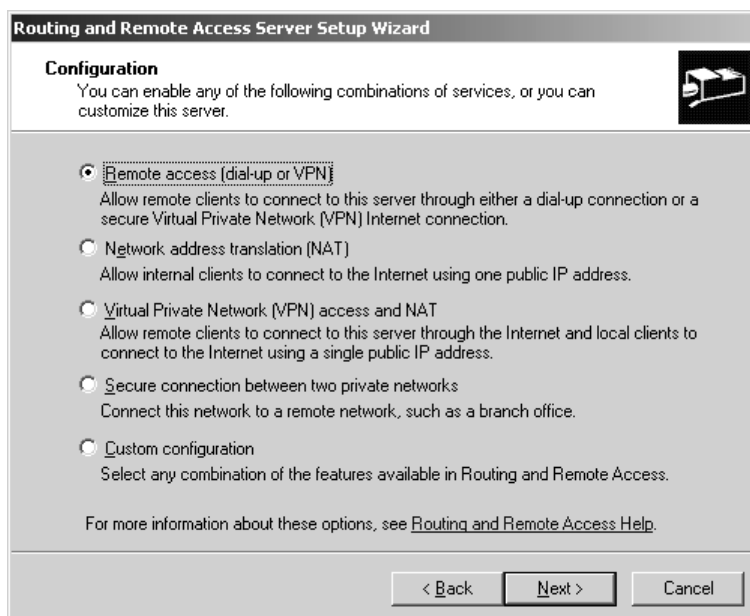 Routing and Remote Access Server Setup Wizard
Configuration
You can enable any of the following combinations of services, or you can
customize this server.
Remote access (dial-up or VPN)
Allow remote clients to connect to this server through either a dial-up connection or a
secure Virtual Private Network (VPN) Internet connection.
Network address translation (NAT)
Allow internal clients to connect to the Internet using one public IP address.
Virtual Private Network (VPN) access and NAT
Allow remote clients to connect to this server through the Internet and local clients to
connect to the Internet using a single public IP address.
Secure connection between two private networks
Connect this network to a remote network, such as a branch office.
Custom configuration
Select any combination of the features available in Routing and Remote Access.
For more information about these options, see Routing and Remote Access Help.
< Back Next > Cancel